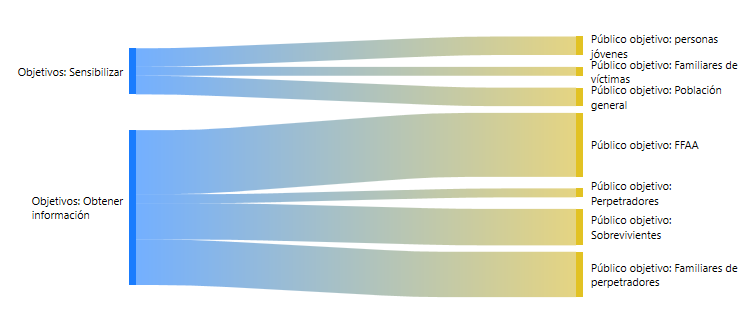 Objetivos: Sensibilizar
Público objetivo: personas
jóvenes
Público objetivo: Familiares de
víctimas
Público objetivo: Población
general
Objetivos: Obtener
información
Público objetivo: FFAA
Público objetivo:
Perpetradores
Público objetivo:
Sobrevivientes
Público objetivo: Familiares de
perpetradores